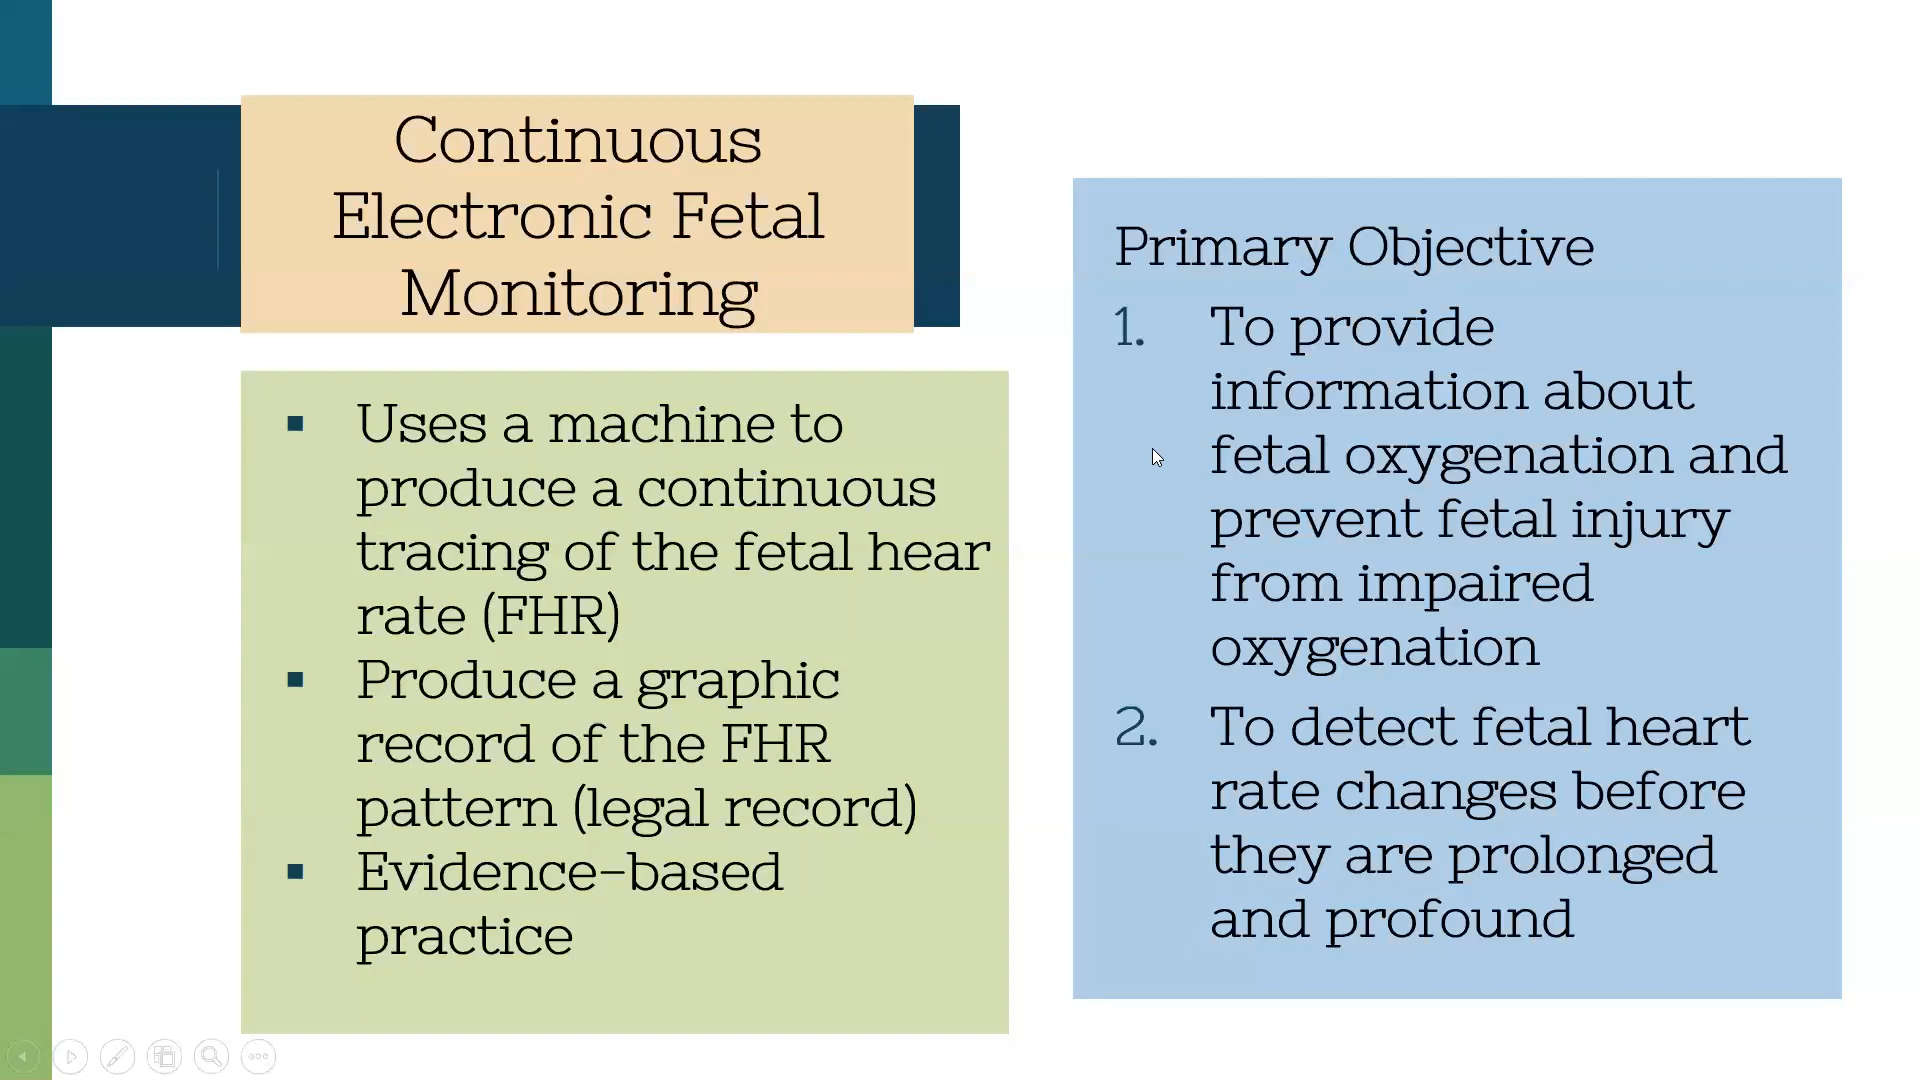 Continuous
Electronic Fetal
Monitoring
▪ Uses a machine to
produce a continuous
tracing of the fetal hear
rate (FHR)
▪ Produce a graphic
record of the FHR
pattern (legal record)
▪ Evidence-based
practice
Primary Objective
1. To provide
information about
fetal oxygenation and
prevent fetal injury
from impaired
oxygenation
2. To detect fetal heart
rate changes before
they are prolonged
and profound